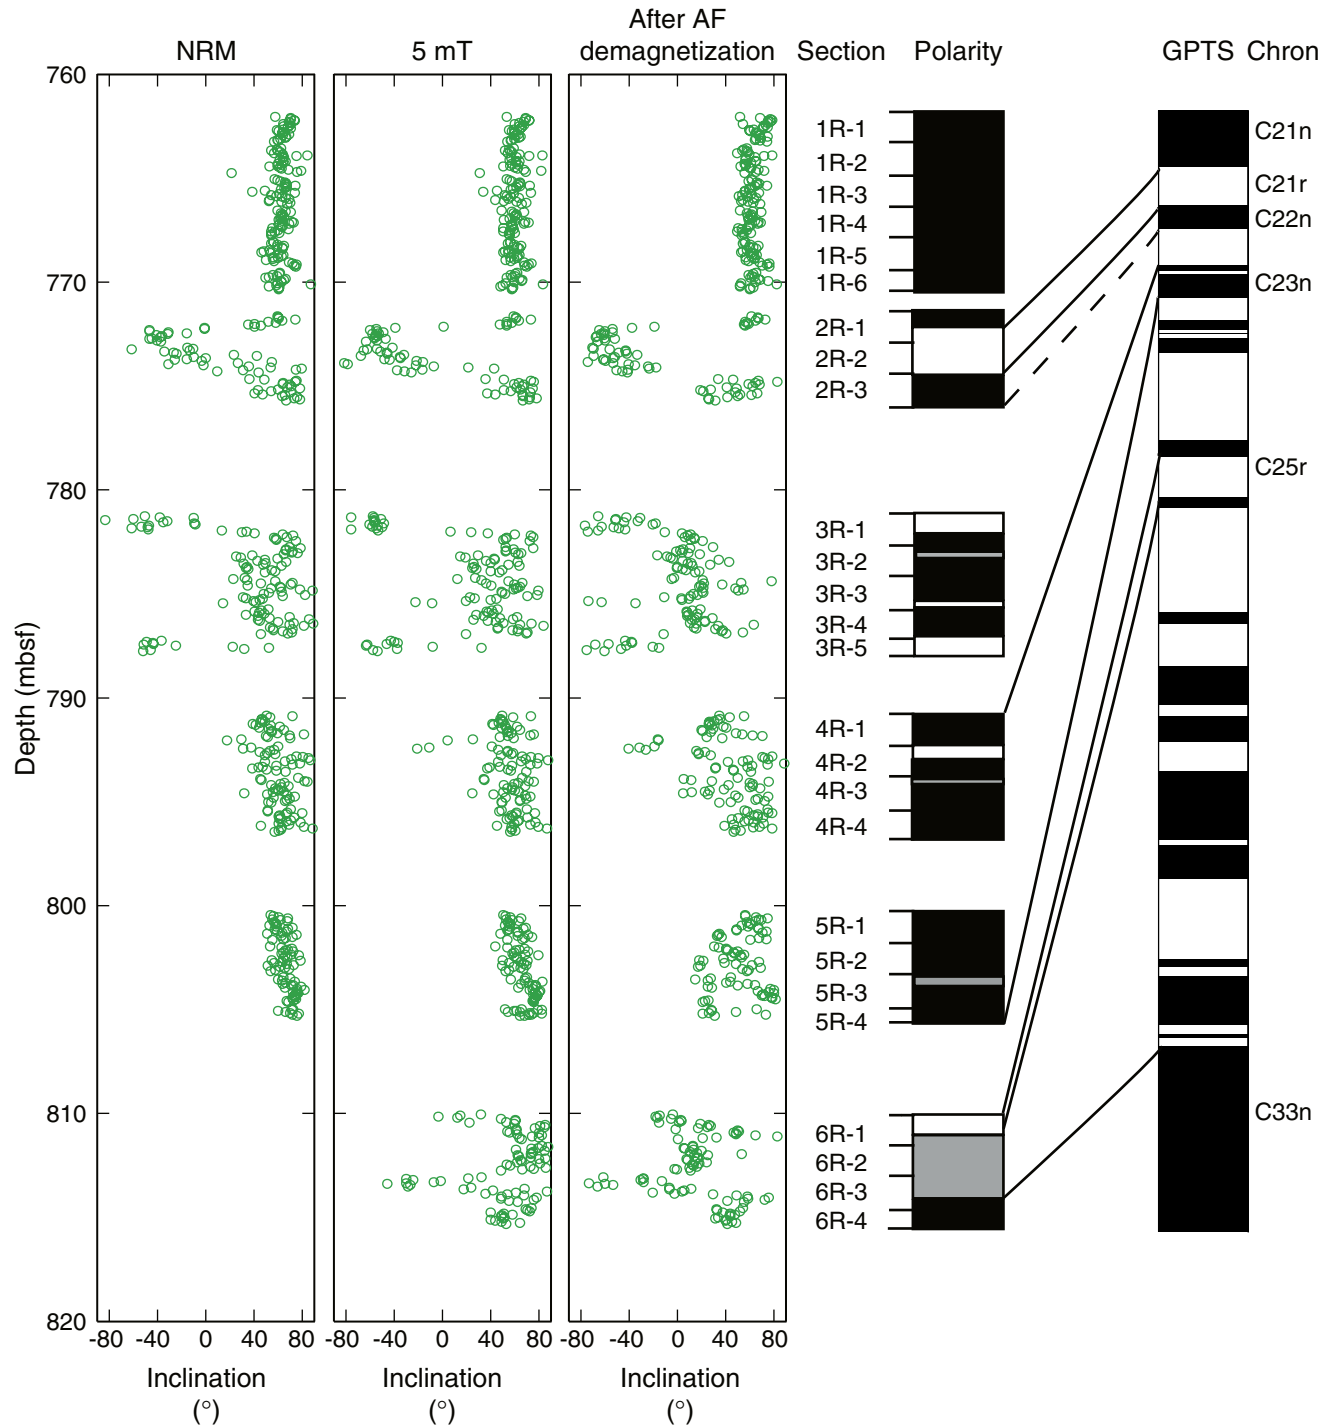 After AF
NRM 5 mT demagnetization Section Polarity GPTS Chron
760
C21n
1R-1
1R-2
C21r
1R-3
C22n
1R-4
1R-5
770
1R-6
C23n
2R-1
2R-2
2R-3
C25r
780
3R-1
3R-2
3R-3
3R-4
3R-5
790
4R-1
Depth (mbsf)
4R-2
4R-3
4R-4
800
5R-1
5R-2
5R-3
5R-4
810
C33n
6R-1
6R-2
6R-3
6R-4
820
-80 -40 0 40 80 -80 -40 0 40 80 -80 -40 0 40 80
Inclination Inclination Inclination
(°) (°) (°)